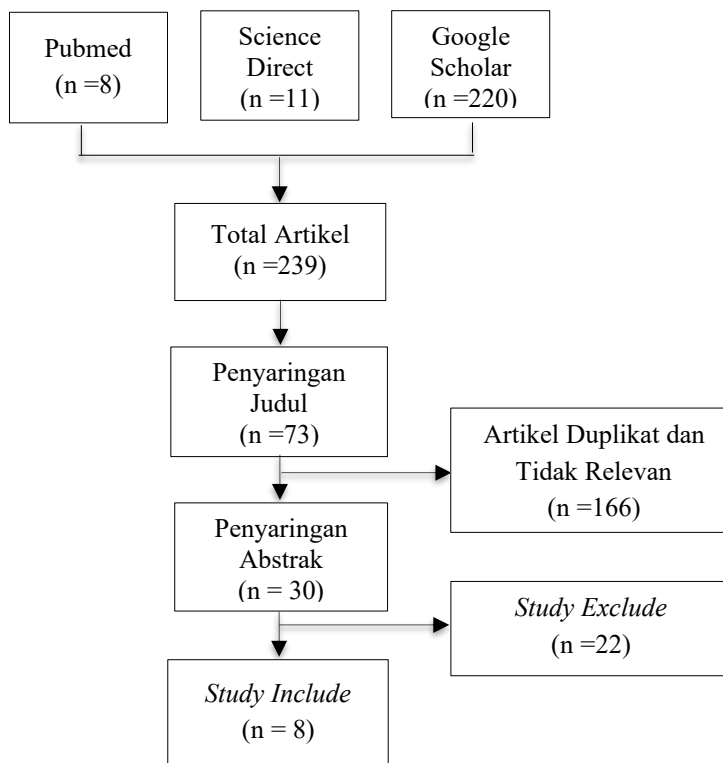 Pubmed
(n =8)
Science
Direct
(n =11)
Google
Scholar
(n =220)
Total Artikel
(n =239)
Penyaringan
Judul
(n =73)
Artikel Duplikat dan
Tidak Relevan
(n =166)
Penyaringan
Abstrak
(n = 30)
Study Exclude
(n =22)
Study Include
(n = 8)